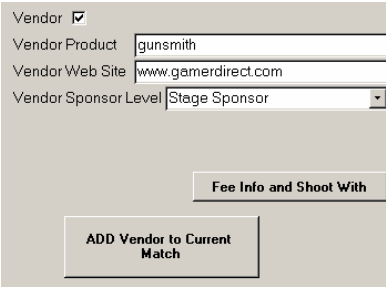 Vendor
Vendor Product gunsmith
Vendor Web Site www.gamerdirect.com
Vendor Sponsor Level Stage Sponsor
Fee Info and Shoot With
ADD Vendor to Current
Match